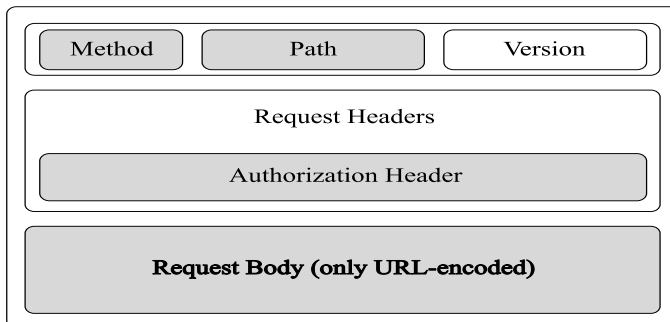 Method Path Version
Request Headers
Authorization Header
Request Body (only URL-encoded)